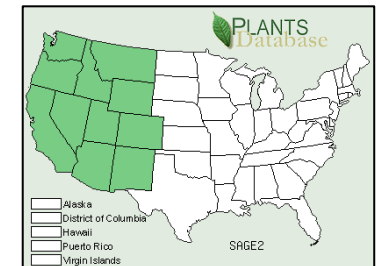 PLANTS
Database
Alaska
District of Columbia
Hawaii
Puerto Rico
Virgin Islands
SAGE2